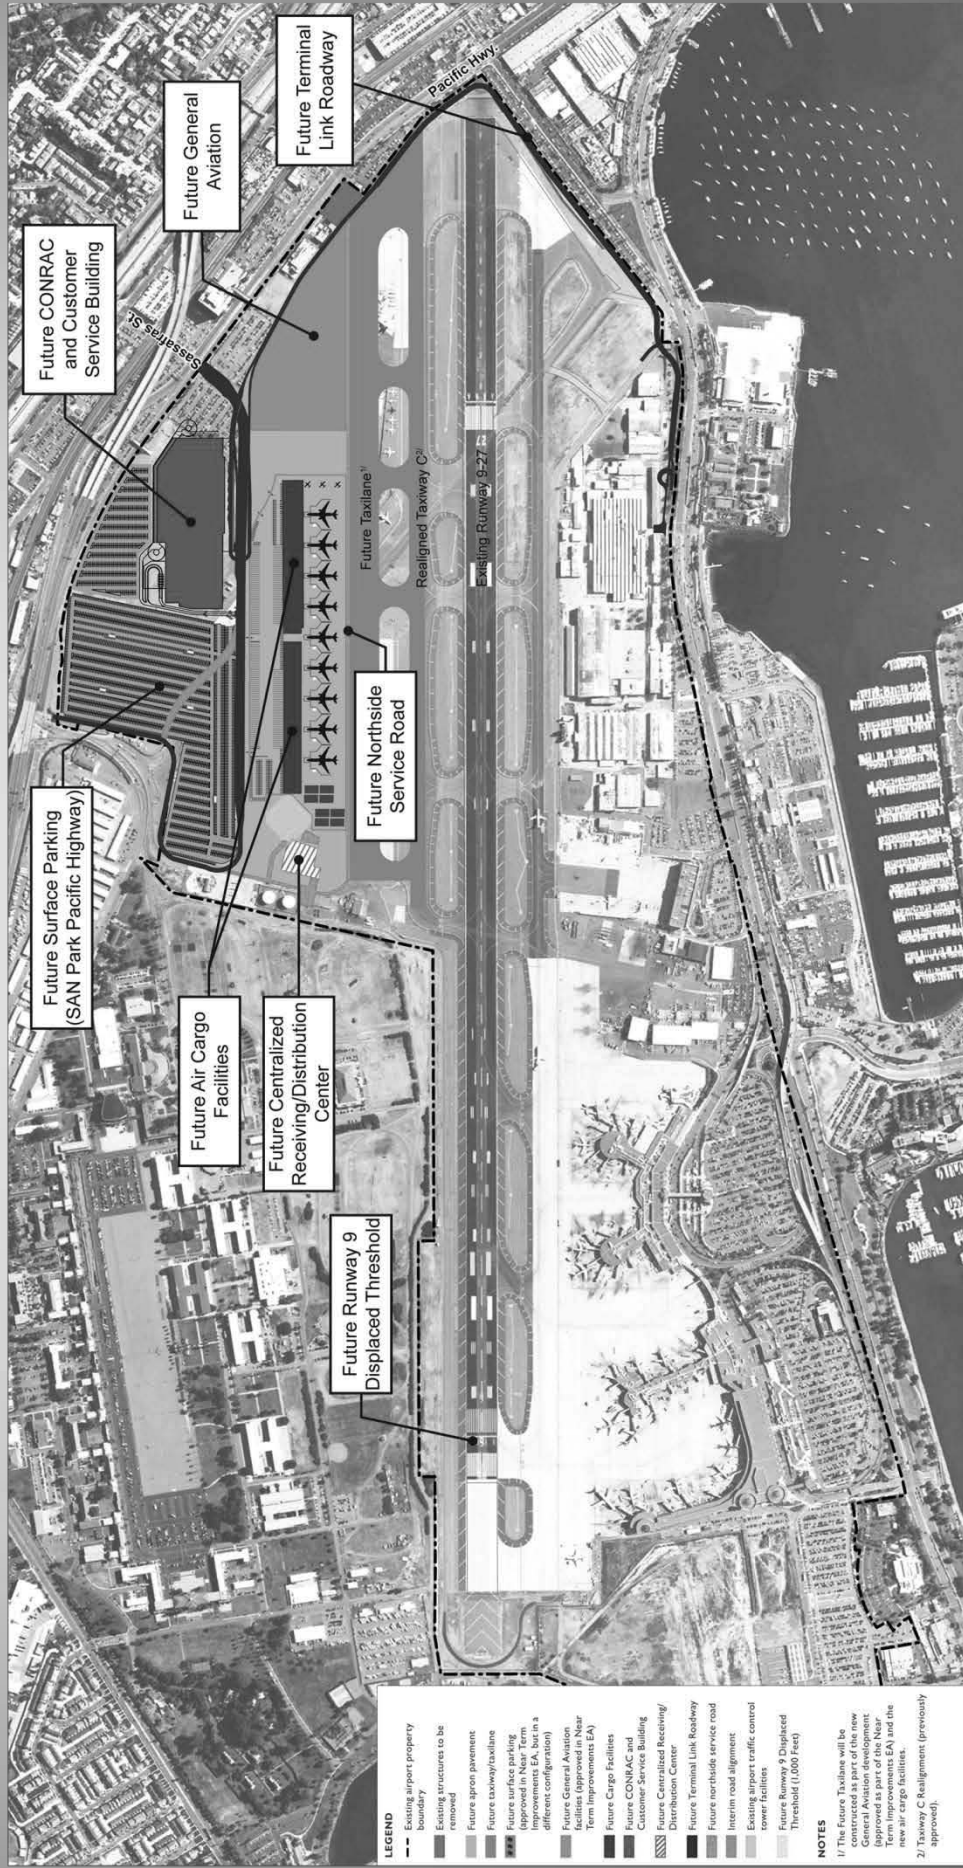 Future CONRAC
and Customer
Service Building
Future General
Aviation
Future Terminal
Link Roadway
Pacific Hwy.
Sassafras St.
Future Surface Parking
(SAN Park Pacific Highway)
Future Air Cargo
Facilities
Future Centralized
Receiving/Distribution
Center
Future Northside
Service Road
Future Taxilane1/
Realigned Taxiway C2/
Existing Runway 9-27
27
Future Runway 9
Displaced Threshold
LEGEND
Existing airport property
boundary
Existing structures to be
removed
Future apron pavement
Future taxiway/taxilane
Future surface parking
(approved in Near Term
Improvements EA, but in a
different configuration)
Future General Aviation
facilities (approved in Near
Term Improvements EA)
Future Cargo Facilities
Future CONRAC and
Customer Service Building
Future Centralized Receiving/
Distribution Center
Future Terminal Link Roadway
Future northside service road
Interim road alignment
Existing airport traffic control
tower facilities
Future Runway 9 Displaced
Threshold (1,000 Feet)
NOTES
1/ The Future Taxilane will be
constructed as part of the new
General Aviation development
(approved as part of the Near
Term Improvements EA) and the
new air cargo facilities.
2/ Taxiway C Realignment (previously
approved).